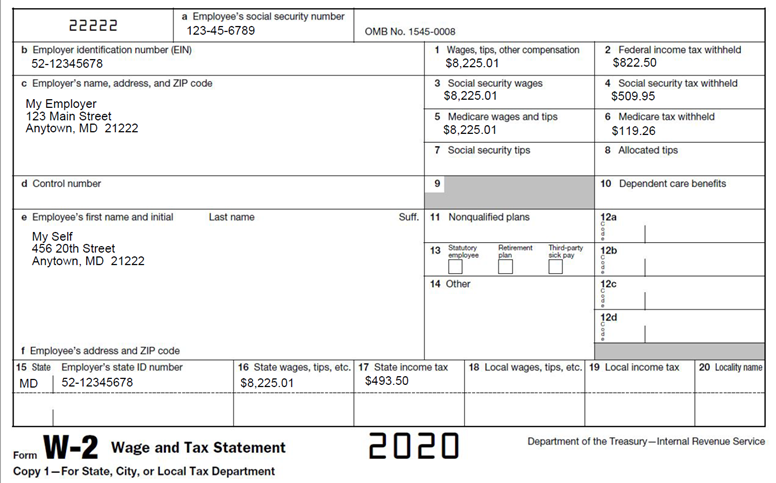 22222
a Employee's social security number
123-45-6789
OMB No. 1545-0008
b Employer identification number (EIN)
52-12345678
1 Wages, tips, other compensation
$8,225.01
2 Federal income tax withheld
$822.50
c Employer's name, address, and ZIP code
My Employer
123 Main Street
Anytown, MD 21222
3 Social security wages
$8,225.01
4 Social security tax withheld
$509.95
5 Medicare wages and tips
$8,225.01
6 Medicare tax withheld
$119.26
7 Social security tips
8 Allocated tips
d Control number
9
10 Dependent care benefits
e Employee's first name and initial Last name Suff.
My Self
456 20th Street
Anytown, MD 21222
11 Nonqualified plans
12a
Code
13 Statutory employee Retirement plan Third-party sick pay
12b
Code
14 Other
12c
Code
12d
Code
f Employee's address and ZIP code
15 State Employer's state ID number
MD 52-12345678
16 State wages, tips, etc.
$8,225.01
17 State income tax
$493.50
18 Local wages, tips, etc.
19 Local income tax
20 Locality name
Form W-2 Wage and Tax Statement
2020
Department of the Treasury—Internal Revenue Service
Copy 1—For State, City, or Local Tax Department